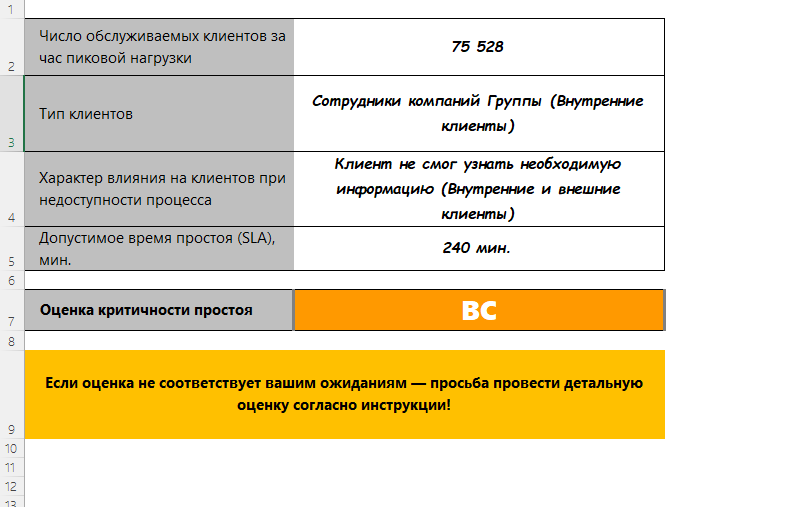 1
Число обслуживаемых клиентов за
час пиковой нагрузки
75 528
2
Тип клиентов
Сотрудники компаний Группы (Внутренние
клиенты)
3
Характер влияния на клиентов при
недоступности процесса
Клиент не смог узнать необходимую
информацию (Внутренние и внешние
клиенты)
4
Допустимое время простоя (SLA),
мин.
240 мин.
5
6
Оценка критичности простоя
BC
7
8
Если оценка не соответствует вашим ожиданиям — просьба провести детальную
оценку согласно инструкции!
9
10
11
12
13